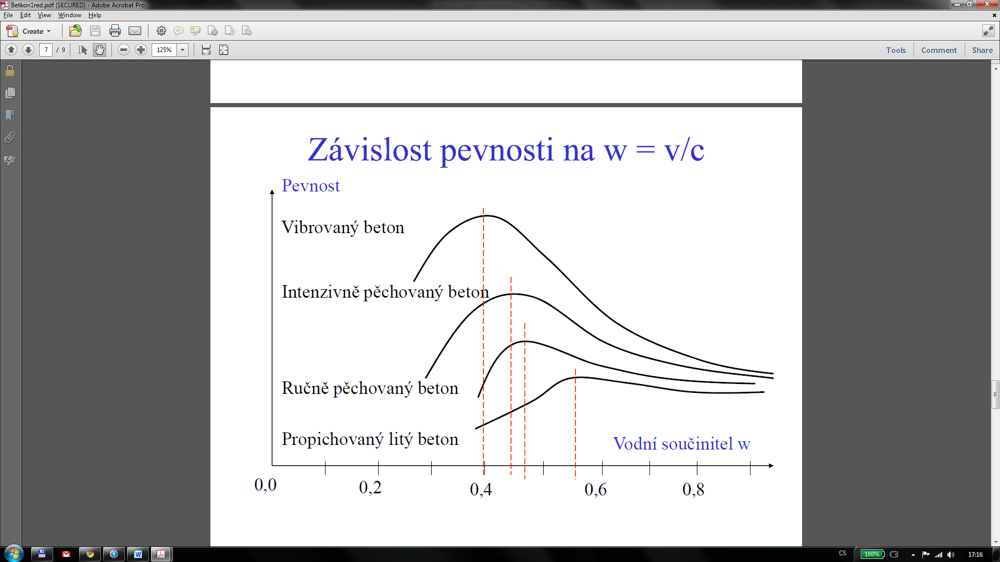 Betkon1red.pdf (SECURED) - Adobe Acrobat Pro
File Edit View Window Help
Create
7 / 9 125% Tools Comment Share
Závislost pevnosti na w = v/c
Pevnost
Vibrovaný beton
Intenzivně pěchovaný beton
Ručně pěchovaný beton
Propichovaný litý beton
Vodní součinitel w
0,0 0,2 0,4 0,6 0,8
CS 100% 17:16